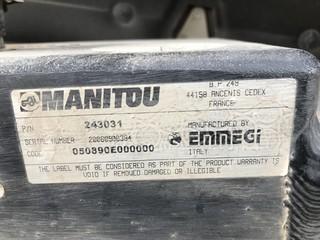 MANITOU
B.P 249
44158 ANCENIS CEDEX
FRANCE
P/N 243031
SERIAL NUMBER
MANUFACTURED BY
EMMEGI
CODE 050890E000000
ITALY
THE LABEL MUST BE CONSIDERED AS PART OF THE PRODUCT WARRANTY IS
VOID IF REMOVED DAMAGED OR ILLEGIBLE